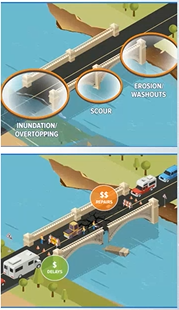 INUNDATION/
OVERTOPPING
SCOUR
EROSION/
WASHOUTS
$$
REPAIRS
$
DELAYS